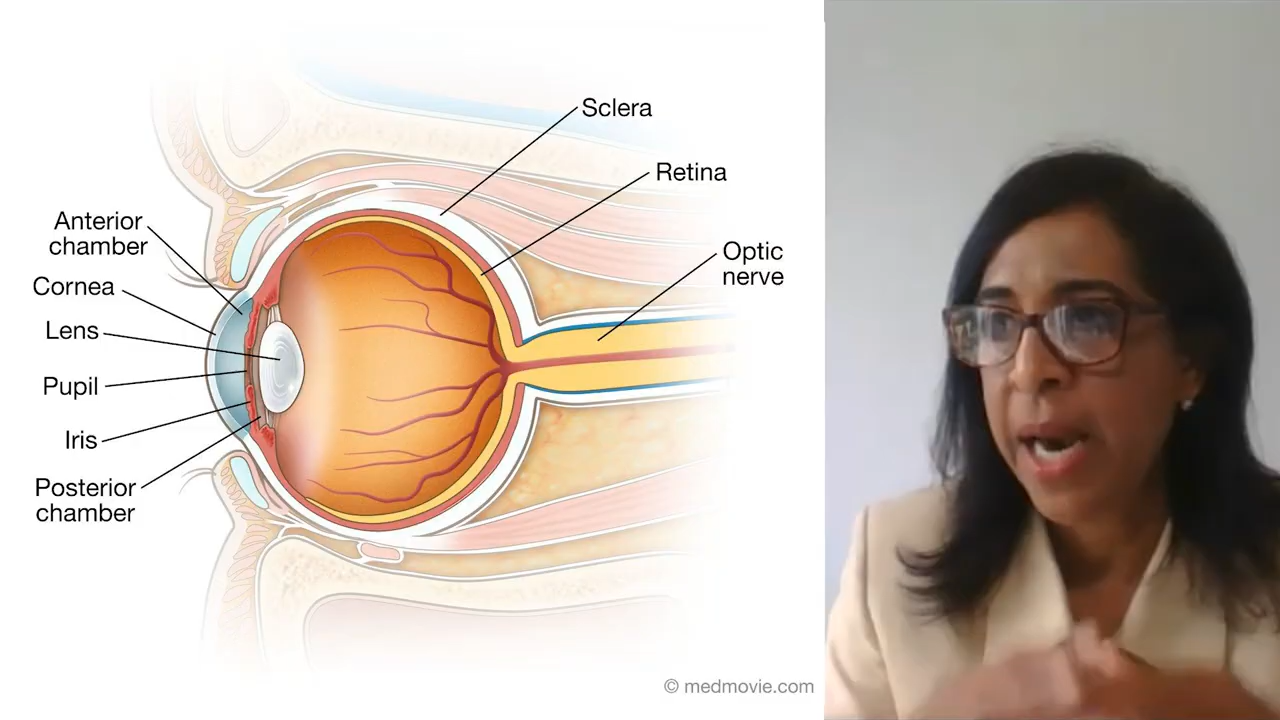 Sclera
Retina
Optic
nerve
Anterior
chamber
Cornea
Lens
Pupil
Iris
Posterior
chamber
© medmovie.com